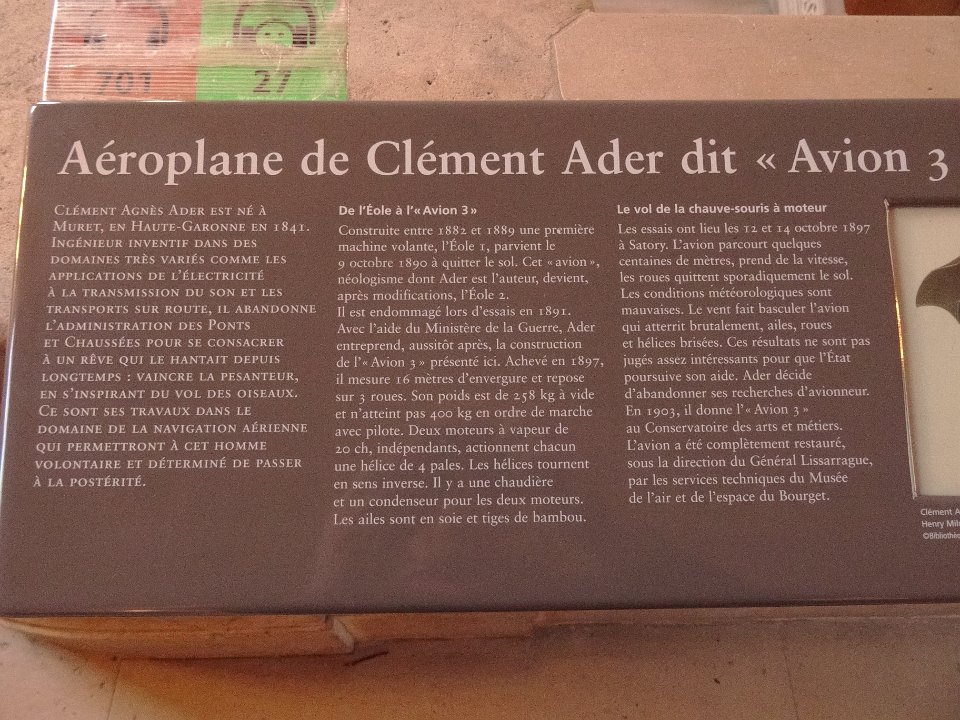 701
27
Aéroplane de Clément Ader dit « Avion 3
Clément Agnès Ader est né à
Muret, en Haute-Garonne en 1841.
Ingénieur inventif dans des
domaines très variés comme les
applications de l’électricité
à la transmission du son et les
transports sur route, il abandonne
l’administration des Ponts
et Chaussées pour se consacrer
à un rêve qui le hantait depuis
longtemps : vaincre la pesanteur,
en s’inspirant du vol des oiseaux.
Ce sont ses travaux dans le
domaine de la navigation aérienne
qui permettront à cet homme
volontaire et déterminé de passer
à la postérité.
De l’Éole à l’« Avion 3 »
Construite entre 1882 et 1889 une première
machine volante, l’Éole 1, parvient le
9 octobre 1890 à quitter le sol. Cet « avion »,
néologisme dont Ader est l’auteur, devient,
après modifications, l’Éole 2.
Il est endommagé lors d’essais en 1891.
Avec l’aide du Ministère de la Guerre, Ader
entreprend, aussitôt après, la construction
de l’« Avion 3 » présenté ici. Achevé en 1897,
il mesure 16 mètres d’envergure et repose
sur 3 roues. Son poids est de 258 kg à vide
et n’atteint pas 400 kg en ordre de marche
avec pilote. Deux moteurs à vapeur de
20 ch, indépendants, actionnent chacun
une hélice de 4 pales. Les hélices tournent
en sens inverse. Il y a une chaudière
et un condenseur pour les deux moteurs.
Les ailes sont en soie et tiges de bambou.
Le vol de la chauve-souris à moteur
Les essais ont lieu les 12 et 14 octobre 1897
à Satory. L’avion parcourt quelques
centaines de mètres, prend de la vitesse,
les roues quittent sporadiquement le sol.
Les conditions météorologiques sont
mauvaises. Le vent fait basculer l’avion
qui atterrit brutalement, ailes, roues
et hélices brisées. Ces résultats ne sont pas
jugés assez intéressants pour que l’État
poursuive son aide. Ader décide
d’abandonner ses recherches d’avionneur.
En 1903, il donne l’« Avion 3 »
au Conservatoire des arts et métiers.
L’avion a été complètement restauré,
sous la direction du Général Lissarrague,
par les services techniques du Musée
de l’air et de l’espace du Bourget.
Clément A
Henry Mil
©Bibliothè